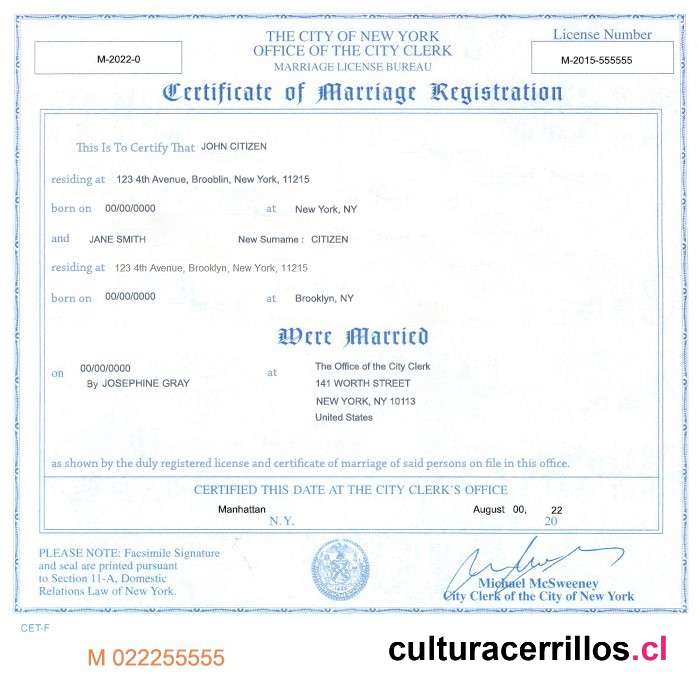 THE CITY OF NEW YORK
OFFICE OF THE CITY CLERK
MARRIAGE LICENSE BUREAU
License Number
M-2022-0
M-2015-555555
Certificate of Marriage Registration
This Is To Certify That JOHN CITIZEN
residing at 123 4th Avenue, Brooblin, New York, 11215
born on 00/00/0000 at New York, NY
and JANE SMITH New Surname : CITIZEN
residing at 123 4th Avenue, Brooklyn, New York, 11215
born on 00/00/0000 at Brooklyn, NY
Were Married
on 00/00/0000 at The Office of the City Clerk
By JOSEPHINE GRAY 141 WORTH STREET
NEW YORK, NY 10113
United States
as shown by the duly registered license and certificate of marriage of said persons on file in this office.
CERTIFIED THIS DATE AT THE CITY CLERK'S OFFICE
Manhattan August 00, 22
N.Y. 20
PLEASE NOTE: Facsimile Signature
and seal are printed pursuant
to Section 11-A, Domestic
Relations Law of New York.
Michael McSweeney
City Clerk of the City of New York
CET-F
M 022255555
culturacerrillos.cl